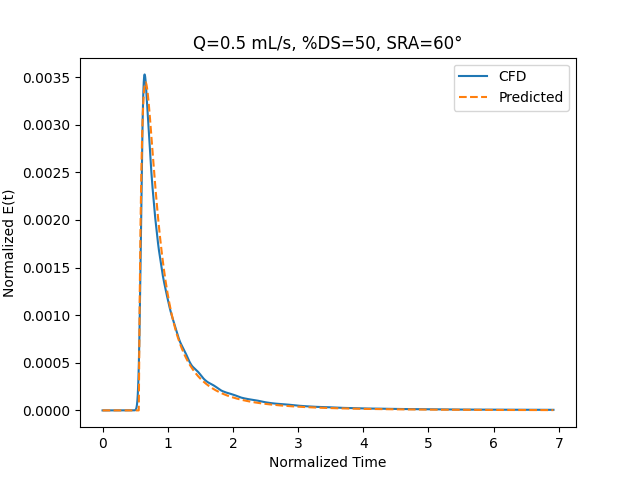 Q=0.5 mL/s, %DS=50, SRA=60°
CFD
Predicted
Normalized E(t)
0.0035
0.0030
0.0025
0.0020
0.0015
0.0010
0.0005
0.0000
0 1 2 3 4 5 6 7
Normalized Time